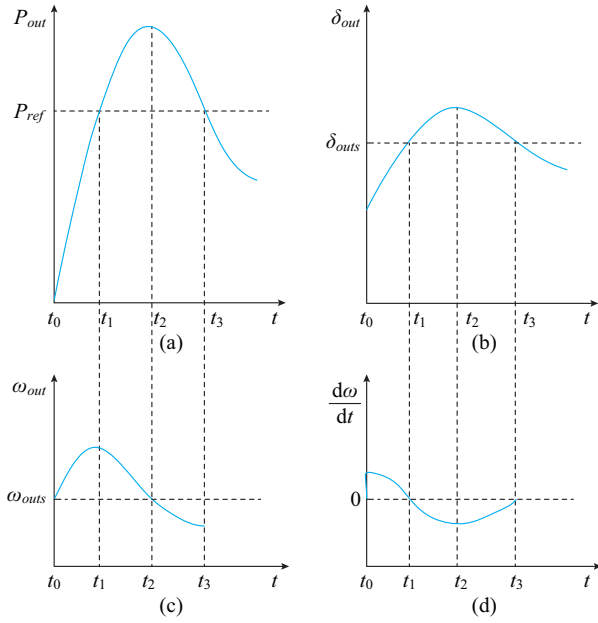 P_out
P_ref
t_0 t_1 t_2 t_3 t
(a)
δ_out
δ_outs
t_0 t_1 t_2 t_3 t
(b)
ω_out
ω_outs
t_0 t_1 t_2 t_3 t
(c)
dω
dt
0
t_0 t_1 t_2 t_3 t
(d)